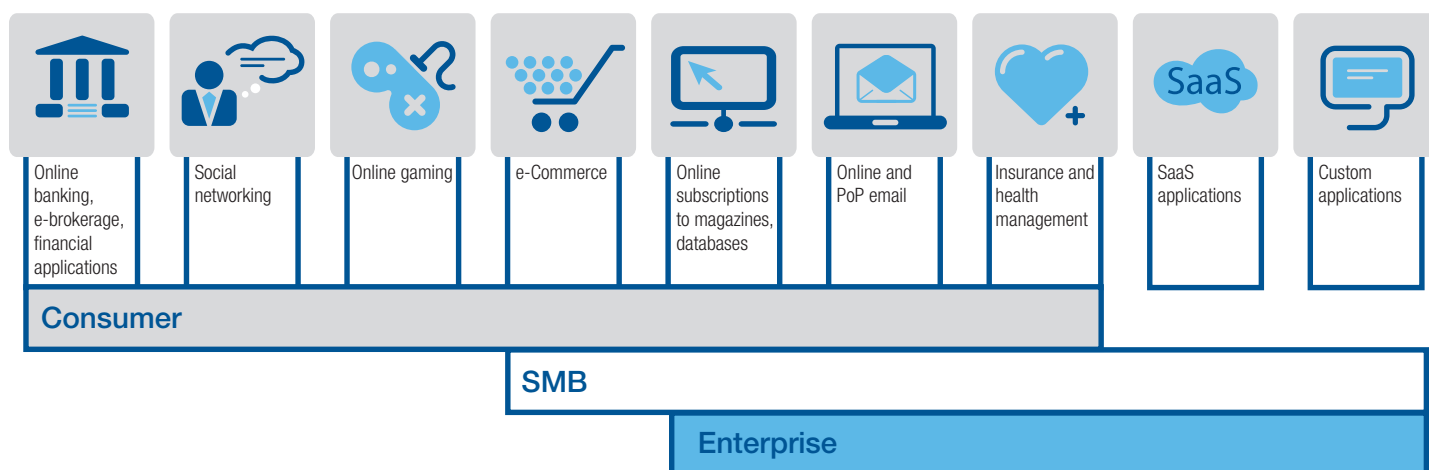 SaaS
Online
banking,
e-brokerage,
financial
applications
Social
networking
Online gaming
e-Commerce
Online
subscriptions
to magazines,
databases
Online and
PoP email
Insurance and
health
management
SaaS
applications
Custom
applications
Consumer
SMB
Enterprise